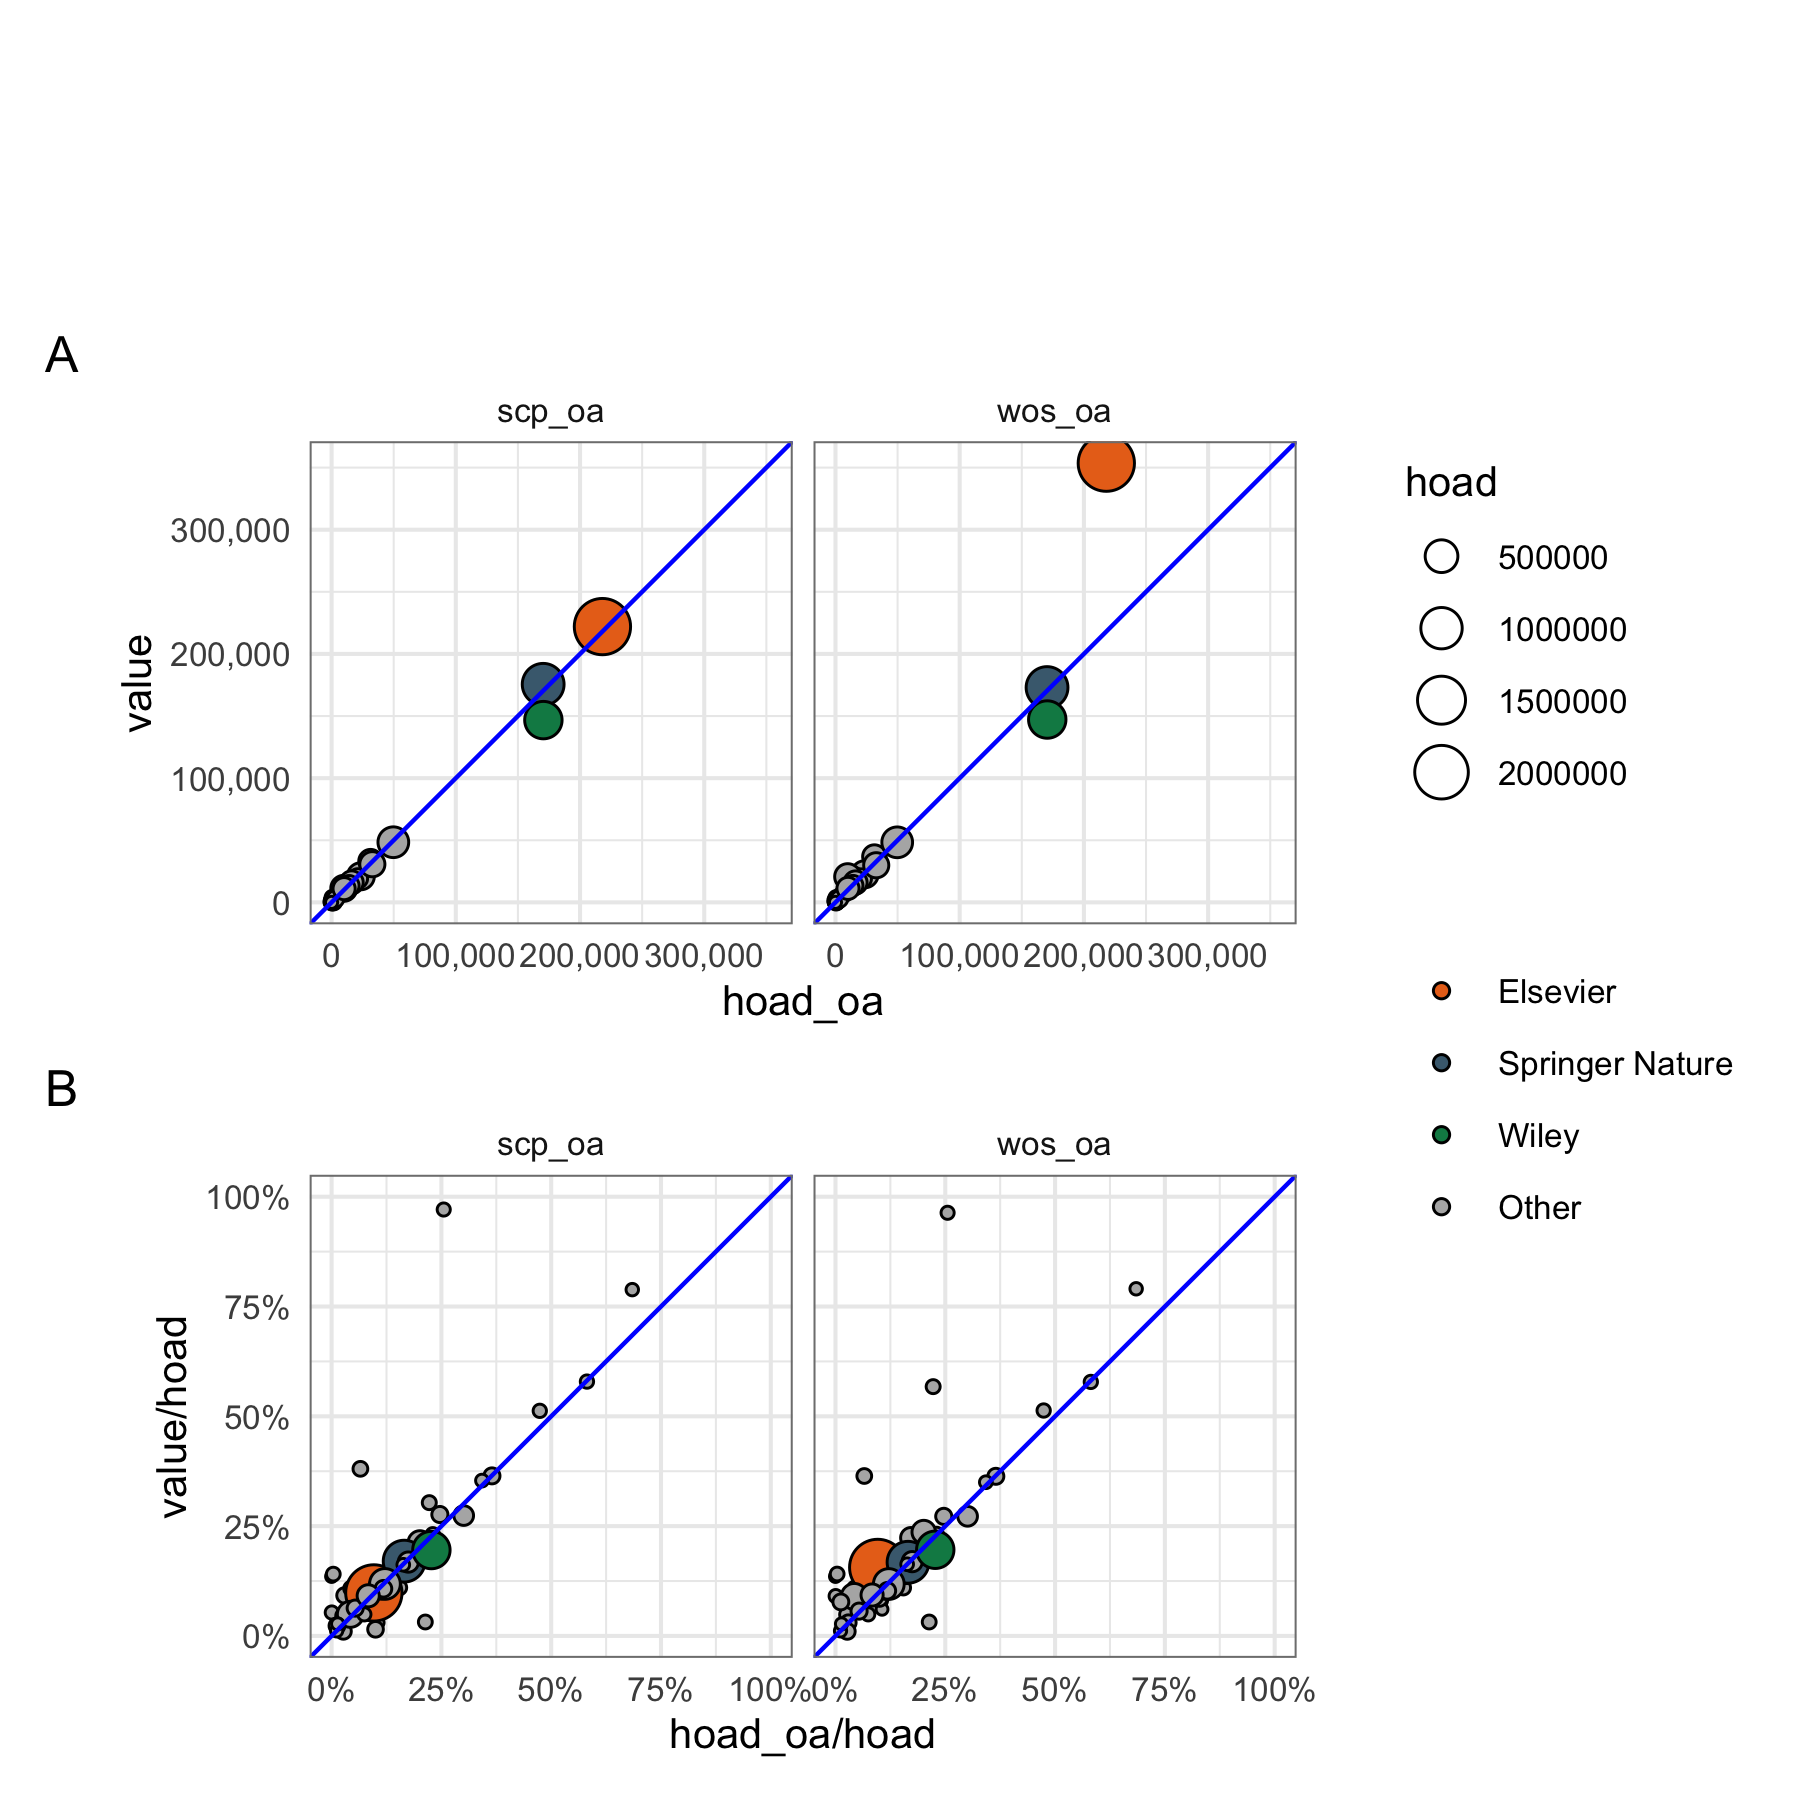 A
scp_oa
wos_oa
value
300,000
200,000
100,000
0
0 100,000 200,000 300,000
0 100,000 200,000 300,000
hoad_oa
hoad
500000
1000000
1500000
2000000
Elsevier
Springer Nature
Wiley
Other
B
scp_oa
wos_oa
value/hoad
100%
75%
50%
25%
0%
0% 25% 50% 75% 100%
0% 25% 50% 75% 100%
hoad_oa/hoad